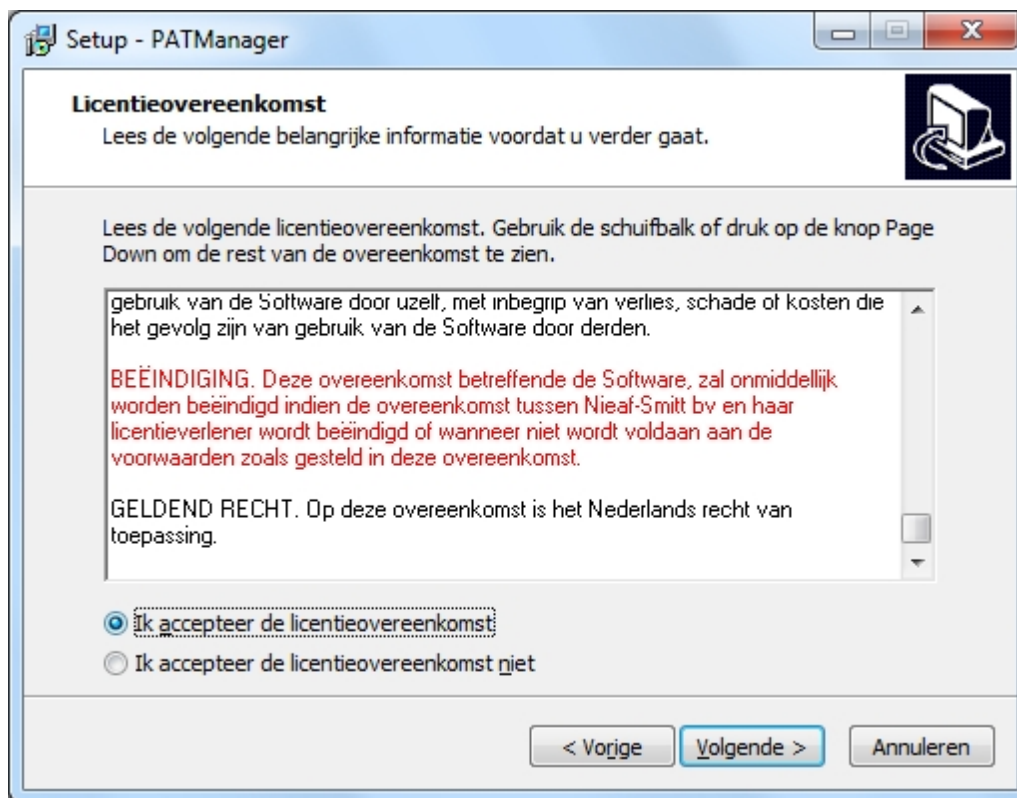 Setup - PATManager
Licentieovereenkomst
Lees de volgende belangrijke informatie voordat u verder gaat.
Lees de volgende licentieovereenkomst. Gebruik de schuifbalk of druk op de knop Page
Down om de rest van de overeenkomst te zien.
gebruik van de Software door uzelf, met inbegrip van verlies, schade of kosten die
het gevolg zijn van gebruik van de Software door derden.
BEËINDIGING. Deze overeenkomst betreffende de Software, zal onmiddellijk
worden beëindigd indien de overeenkomst tussen Nieaf-Smitt bv en haar
licentieverlener wordt beëindigd of wanneer niet wordt voldaan aan de
voorwaarden zoals gesteld in deze overeenkomst.
GELDEND RECHT. Op deze overeenkomst is het Nederlands recht van
toepassing.
Ik accepteer de licentieovereenkomst
Ik accepteer de licentieovereenkomst niet
< Vorige Volgende > Annuleren